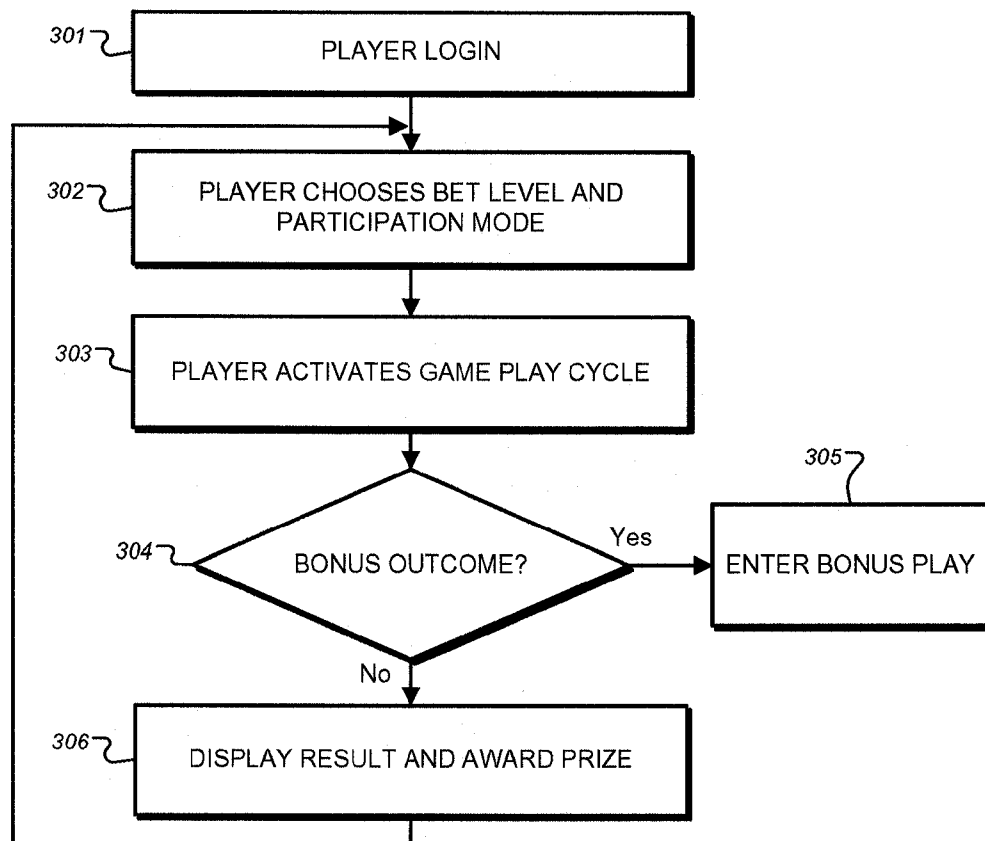 301
PLAYER LOGIN
302
PLAYER CHOOSES BET LEVEL AND
PARTICIPATION MODE
303
PLAYER ACTIVATES GAME PLAY CYCLE
304
BONUS OUTCOME?
Yes
305
ENTER BONUS PLAY
No
306
DISPLAY RESULT AND AWARD PRIZE